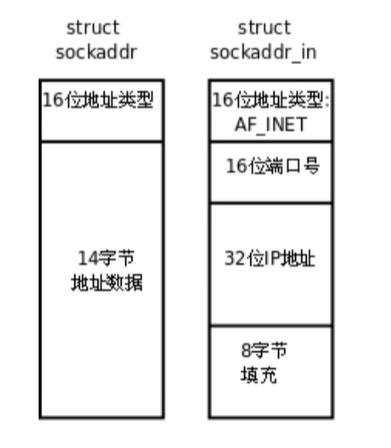 struct
sockaddr
16位地址类型
14字节
地址数据
struct
sockaddr_in
16位地址类型:
AF_INET
16位端口号
32位IP地址
8字节
填充